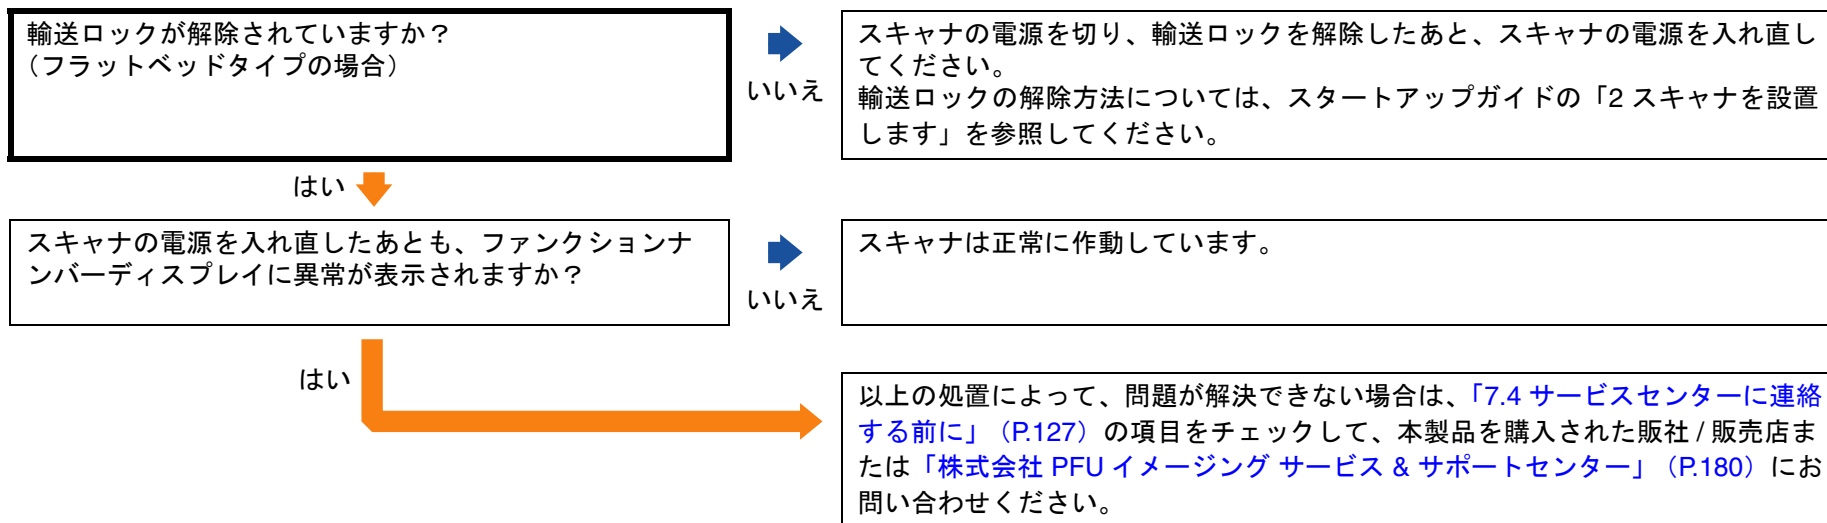 輸送ロックが解除されていますか？
（フラットベッドタイプの場合）
いいえ
スキャナの電源を切り、輸送ロックを解除したあと、スキャナの電源を入れ直し
てください。
輸送ロックの解除方法については、スタートアップガイドの「2 スキャナを設置
します」を参照してください。
はい
スキャナの電源を入れ直したあとも、ファンクションナ
ンバーディスプレイに異常が表示されますか？
いいえ
スキャナは正常に作動しています。
はい
以上の処置によって、問題が解決できない場合は、「7.4 サービスセンターに連絡
する前に」（P.127）の項目をチェックして、本製品を購入された販社 / 販売店ま
たは「株式会社 PFU イメージング サービス & サポートセンター」（P.180）にお
問い合わせください。